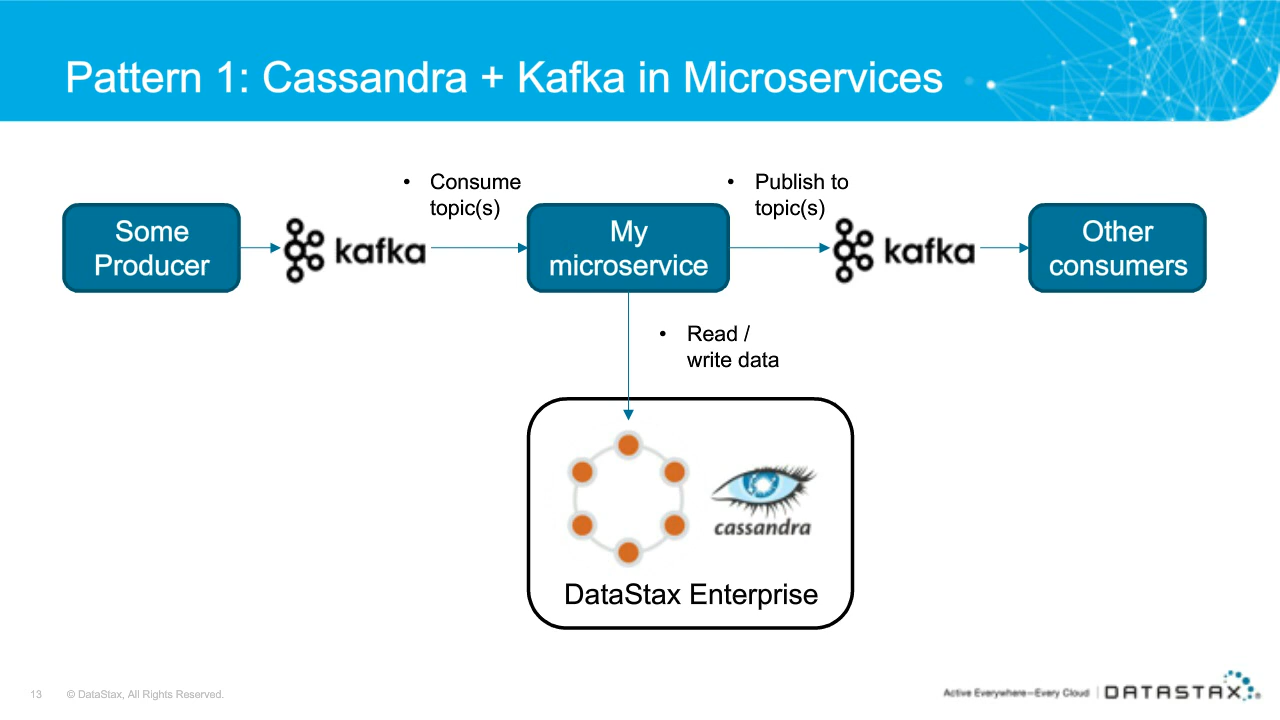 Pattern 1: Cassandra + Kafka in Microservices
• Consume
topic(s)
• Publish to
topic(s)
Some
Producer
kafka
My
microservice
kafka
Other
consumers
• Read /
write data
cassandra
DataStax Enterprise
13
© DataStax, All Rights Reserved.
Active Everywhere—Every Cloud
DATASTAX